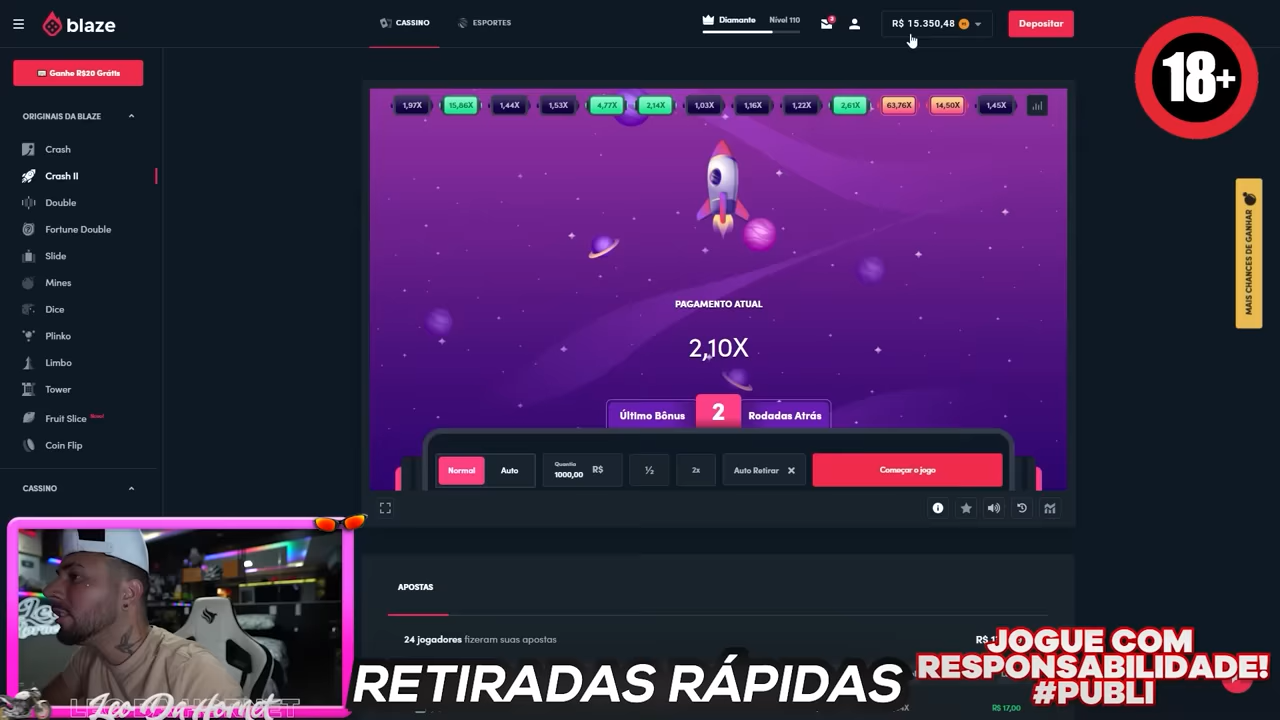 blaze
CASSINO
ESPORTES
Diamante
Nível 110
R$ 15.350,48
Depositar
18+
Ganhe R$20 Grátis
ORIGINAIS DA BLAZE
Crash
Crash II
Double
Fortune Double
Slide
Mines
Dice
Plinko
Limbo
Tower
Fruit Slice New!
Coin Flip
CASSINO
1,97X
15,86X
1,44X
1,53X
4,77X
2,14X
1,03X
1,16X
1,22X
2,61X
63,76X
14,50X
1,45X
MAIS CHANCES DE GANHAR
PAGAMENTO ATUAL
2,10X
Último Bônus
2
Rodadas Atrás
Normal
Auto
Quantia
1000,00
R$
½
2x
Auto Retirar
Começar o jogo
APOSTAS
24 jogadores fizeram suas apostas
RETIRADAS RÁPIDAS
JOGUE COM
RESPONSABILIDADE!
#PUBLI
R$ 17,00
Leo Da Hornet